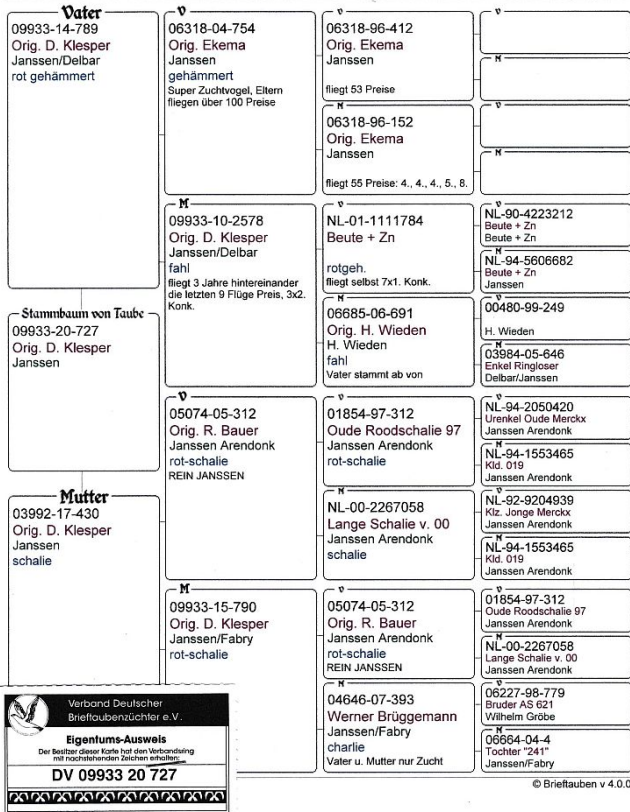 Vater
09933-14-789
Orig. D. Klesper
Janssen/Delbar
rot gehämmert
Stammbaum von Taube
09933-20-727
Orig. D. Klesper
Janssen
Mutter
03992-17-430
Orig. D. Klesper
Janssen
schalie
V
06318-04-754
Orig. Ekema
Janssen
gehämmert
Super Zuchtvogel, Eltern
fliegen über 100 Preise
M
09933-10-2578
Orig. D. Klesper
Janssen/Delbar
fahl
fliegt 3 Jahre hintereinander
die letzten 9 Flüge Preis, 3x2.
Konk.
V
05074-05-312
Orig. R. Bauer
Janssen Arendonk
rot-schalie
REIN JANSSEN
M
09933-15-790
Orig. D. Klesper
Janssen/Fabry
rot-schalie
V
06318-96-412
Orig. Ekema
Janssen
fliegt 53 Preise
M
06318-96-152
Orig. Ekema
Janssen
fliegt 55 Preise: 4., 4., 4., 5., 8.
V
NL-01-1111784
Beute + Zn
rotgeh.
fliegt selbst 7x1. Konk.
M
06685-06-691
Orig. H. Wieden
H. Wieden
fahl
Vater stammt ab von
V
01854-97-312
Oude Roodschalie 97
Janssen Arendonk
rot-schalie
M
NL-00-2267058
Lange Schalie v. 00
Janssen Arendonk
schalie
V
05074-05-312
Orig. R. Bauer
Janssen Arendonk
rot-schalie
REIN JANSSEN
M
04646-07-393
Werner Brüggemann
Janssen/Fabry
charlie
Vater u. Mutter nur Zucht
V
M
V
M
V
NL-90-4223212
Beute + Zn
Beute + Zn
M
NL-94-5606682
Beute + Zn
Janssen
V
00480-99-249
H. Wieden
M
03984-05-646
Enkel Ringloser
Delbar/Janssen
V
NL-94-2050420
Urenkel Oude Merckx
Janssen Arendonk
M
NL-94-1553465
Kld. 019
Janssen Arendonk
V
NL-92-9204939
Klz. Jonge Merckx
Janssen Arendonk
M
NL-94-1553465
Kld. 019
Janssen Arendonk
V
01854-97-312
Oude Roodschalie 97
Janssen Arendonk
M
NL-00-2267058
Lange Schalie v. 00
Janssen Arendonk
V
06227-98-779
Bruder AS 621
Wilhelm Gröbe
M
06664-04-4
Tochter "241"
Janssen/Fabry
Verband Deutscher
Brieftaubenzüchter e.V.
Eigentums-Ausweis
Der Besitzer dieser Karte hat den Verbandsring
mit nachstehenden Zeichen erhalten:
DV 09933 20 727
© Brieftauben v 4.0.0